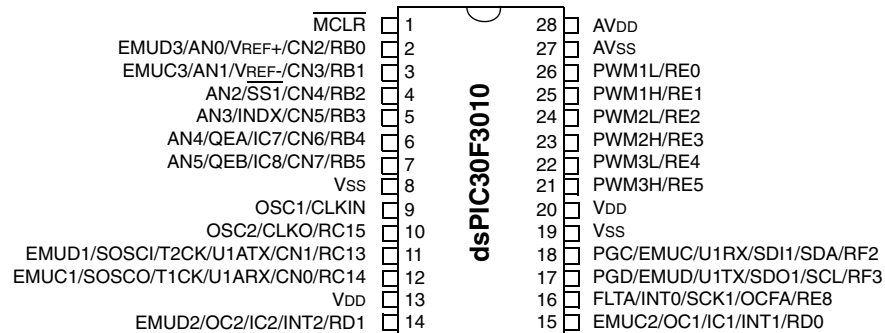 MCLR 1 28 AVDD
EMUD3/AN0/VREF+/CN2/RB0 2 27 AVSS
EMUC3/AN1/VREF-/CN3/RB1 3 26 PWM1L/RE0
AN2/SS1/CN4/RB2 4 25 PWM1H/RE1
AN3/INDX/CN5/RB3 5 24 PWM2L/RE2
AN4/QEA/IC7/CN6/RB4 6 23 PWM2H/RE3
AN5/QEB/IC8/CN7/RB5 7 22 PWM3L/RE4
VSS 8 21 PWM3H/RE5
OSC1/CLKIN 9 20 VDD
OSC2/CLKO/RC15 10 19 VSS
EMUD1/SOSCI/T2CK/U1ATX/CN1/RC13 11 18 PGC/EMUC/U1RX/SDI1/SDA/RF2
EMUC1/SOSCO/T1CK/U1ARX/CN0/RC14 12 17 PGD/EMUD/U1TX/SDO1/SCL/RF3
VDD 13 16 FLTA/INT0/SCK1/OCFA/RE8
EMUD2/OC2/IC2/INT2/RD1 14 15 EMUC2/OC1/IC1/INT1/RD0
dsPIC30F3010